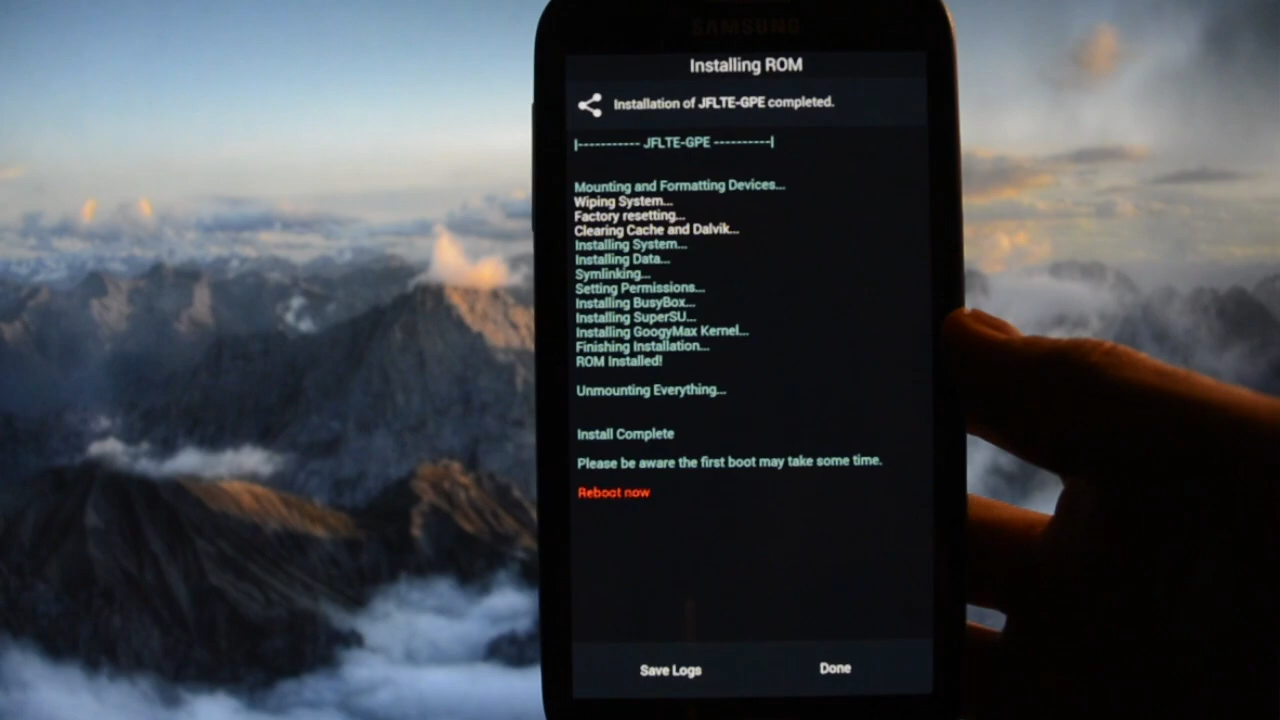 SAMSUNG
Installing ROM
Installation of JFLTE-GPE completed.
|----------- JFLTE-GPE ----------|
Mounting and Formatting Devices...
Wiping System...
Factory resetting...
Clearing Cache and Dalvik...
Installing System...
Installing Data...
Symlinking...
Setting Permissions...
Installing BusyBox...
Installing SuperSU...
Installing GoogyMax Kernel...
Finishing Installation...
ROM Installed!
Unmounting Everything...
Install Complete
Please be aware the first boot may take some time.
Reboot now
Save Logs
Done